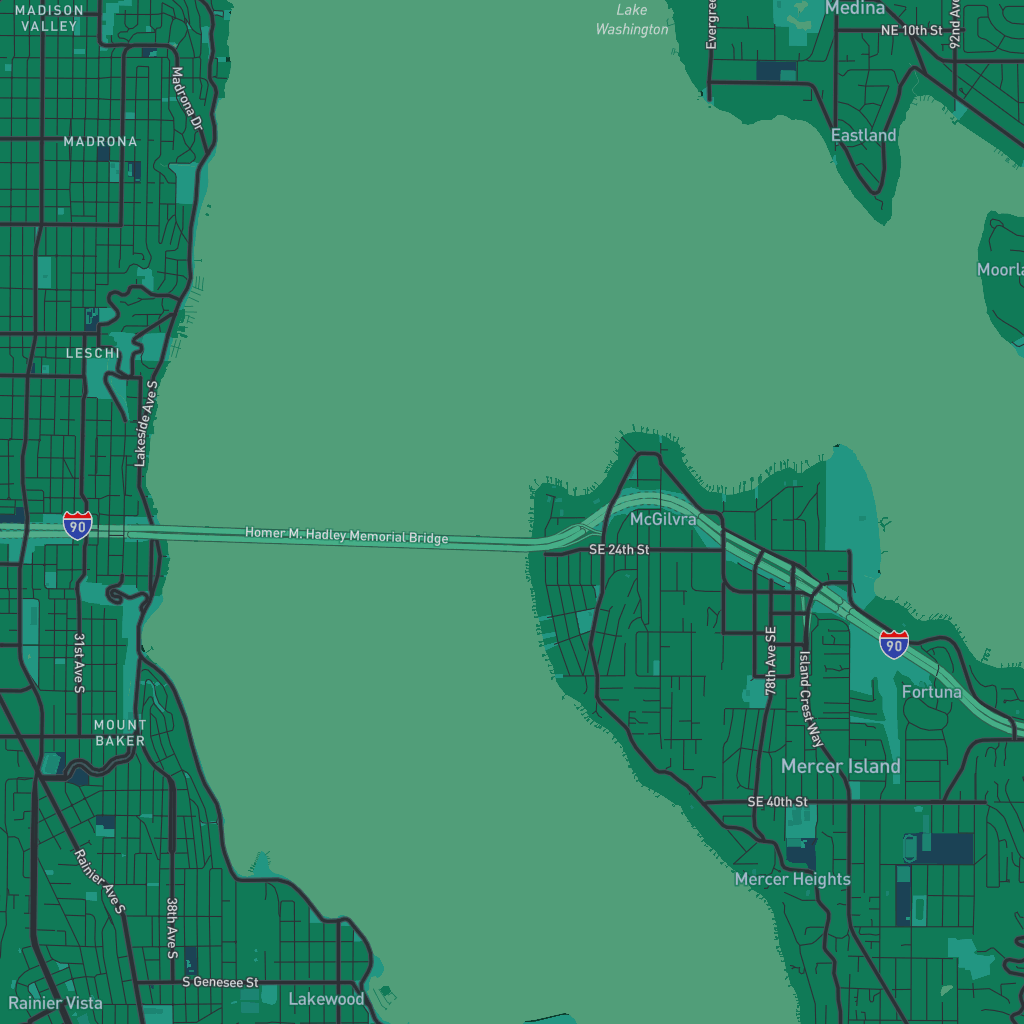 MADISON
VALLEY
Lake
Washington
Evergree
Medina
NE 10th St
92nd Ave
Madrona Dr
MADRONA
Eastland
Moorla
LESCHI
Lakeside Ave S
90
Homer M. Hadley Memorial Bridge
McGilvra
SE 24th St
31st Ave S
78th Ave SE
Island Crest Way
90
Fortuna
MOUNT
BAKER
Mercer Island
SE 40th St
Rainier Ave S
38th Ave S
Mercer Heights
S Genesee St
Lakewood
Rainier Vista